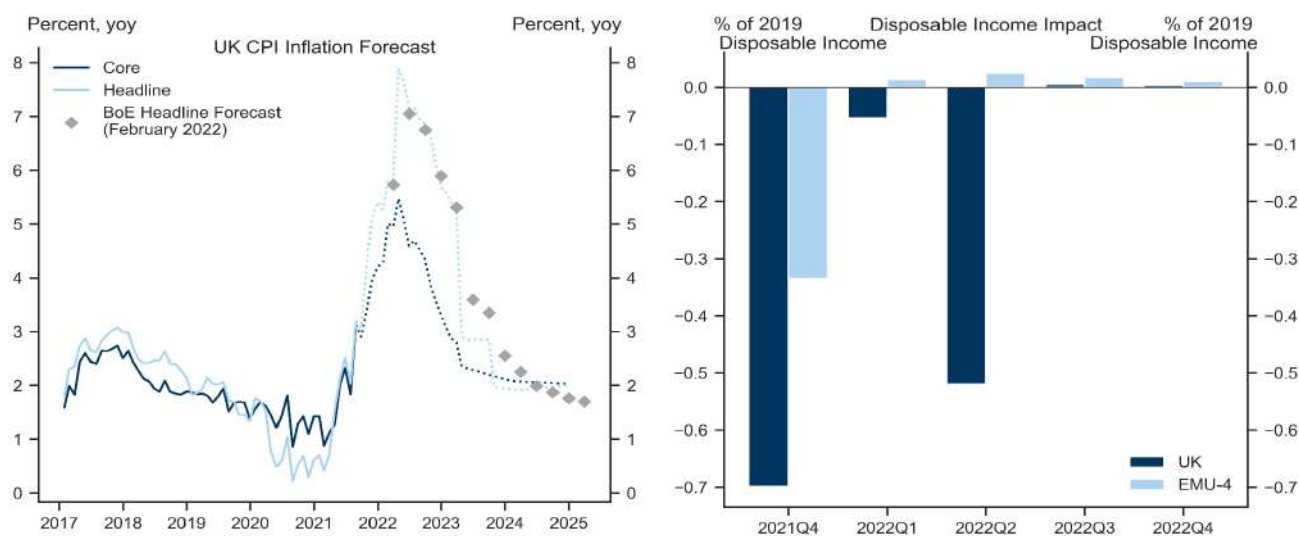 Percent, yoy
Percent, yoy
UK CPI Inflation Forecast
8
8
Core
Headline
7
BoE Headline Forecast
(February 2022)
7
6
6
5
5
4
4
3
3
2
2
1
1
0
0
2017
2018
2019
2020
2021
2022
2023
2024
2025
% of 2019
Disposable Income
Disposable Income Impact
% of 2019
Disposable Income
0.0
0.0
−0.1
−0.1
−0.2
−0.2
−0.3
−0.3
−0.4
−0.4
−0.5
−0.5
−0.6
−0.6
UK
EMU-4
−0.7
−0.7
2021Q4
2022Q1
2022Q2
2022Q3
2022Q4